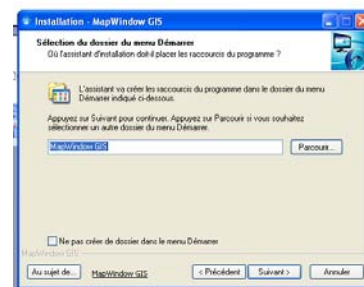 Installation - MapWindow GIS
Sélection du dossier du menu Démarrer
Où l'assistant d'installation doit-il placer les raccourcis du programme ?
L'assistant va créer les raccourcis du programme dans le dossier du menu
Démarrer indiqué ci-dessous.
Appuyez sur Suivant pour continuer. Appuyez sur Parcourir si vous souhaitez
sélectionner un autre dossier du menu Démarrer.
MapWindow GIS
Parcourir...
Ne pas créer de dossier dans le menu Démarrer
MapWindow GIS
Au sujet de... MapWindow GIS < Précédent Suivant > Annuler